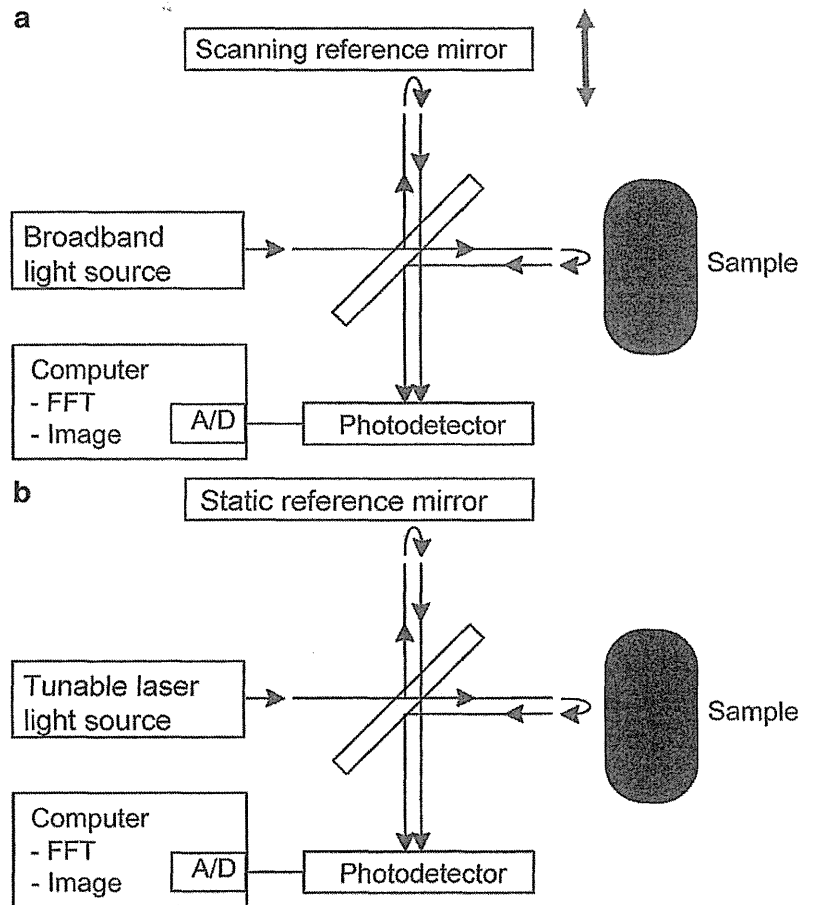 a
Scanning reference mirror
Broadband
light source
Sample
Computer
- FFT
- Image
A/D
Photodetector
b
Static reference mirror
Tunable laser
light source
Sample
Computer
- FFT
- Image
A/D
Photodetector